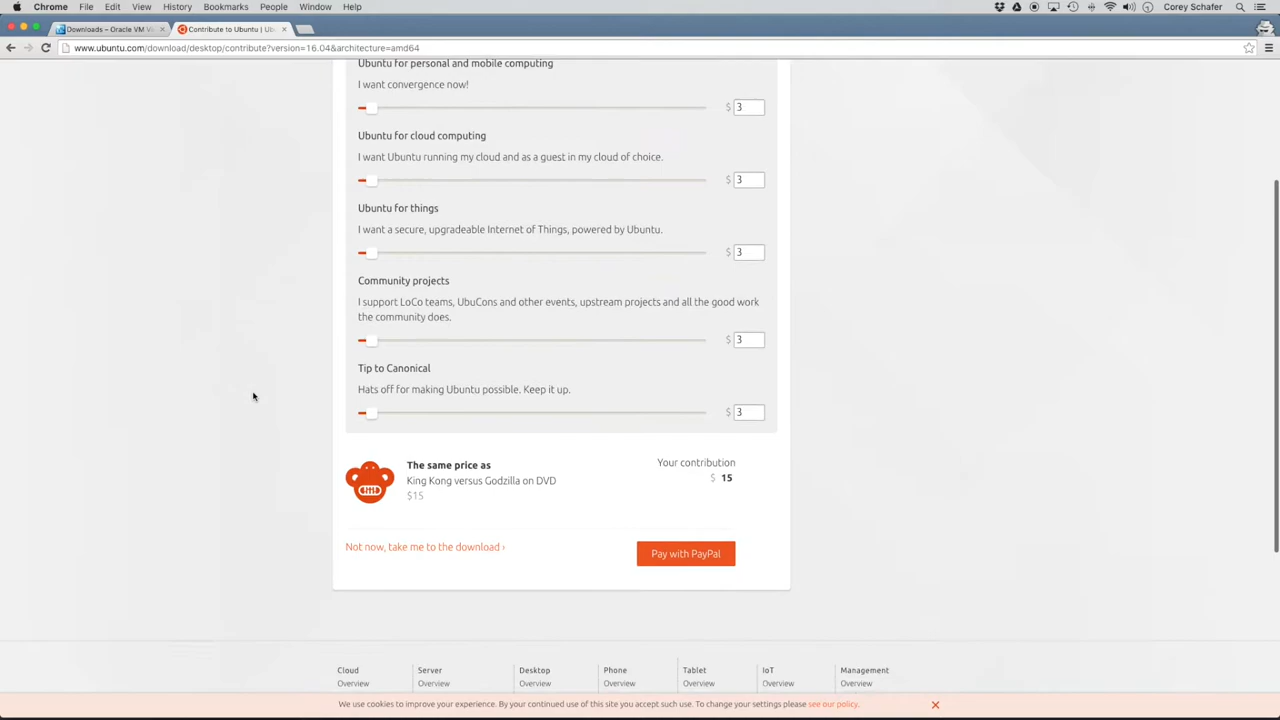 Chrome File Edit View History Bookmarks People Window Help Corey Schafer
Downloads – Oracle VM Vi Contribute to Ubuntu | Ub
www.ubuntu.com/download/desktop/contribute?version=16.04&architecture=amd64
Ubuntu for personal and mobile computing
I want convergence now!
$ 3
Ubuntu for cloud computing
I want Ubuntu running my cloud and as a guest in my cloud of choice.
$ 3
Ubuntu for things
I want a secure, upgradeable Internet of Things, powered by Ubuntu.
$ 3
Community projects
I support LoCo teams, UbuCons and other events, upstream projects and all the good work
the community does.
$ 3
Tip to Canonical
Hats off for making Ubuntu possible. Keep it up.
$ 3
The same price as
King Kong versus Godzilla on DVD
$15
Your contribution
$ 15
Not now, take me to the download ›
Pay with PayPal
Cloud Server Desktop Phone Tablet IoT Management
Overview Overview Overview Overview Overview Overview Overview
We use cookies to improve your experience. By your continued use of this site you accept such use. To change your settings please see our policy.